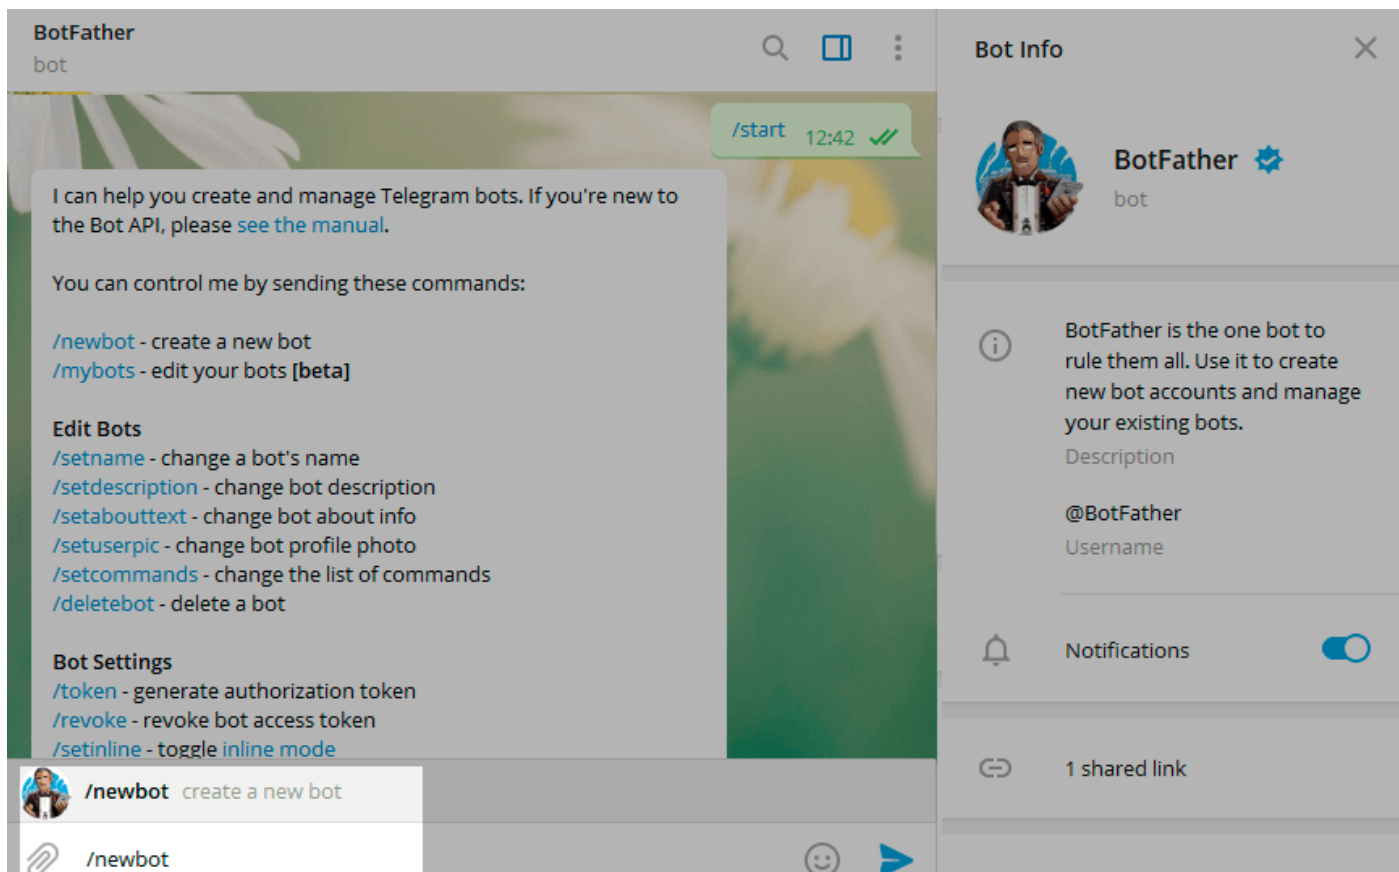 BotFather
bot
/start 12:42
I can help you create and manage Telegram bots. If you're new to
the Bot API, please see the manual.
You can control me by sending these commands:
/newbot - create a new bot
/mybots - edit your bots [beta]
Edit Bots
/setname - change a bot's name
/setdescription - change bot description
/setabouttext - change bot about info
/setuserpic - change bot profile photo
/setcommands - change the list of commands
/deletebot - delete a bot
Bot Settings
/token - generate authorization token
/revoke - revoke bot access token
/setinline - toggle inline mode
/newbot create a new bot
/newbot
Bot Info
BotFather
bot
BotFather is the one bot to
rule them all. Use it to create
new bot accounts and manage
your existing bots.
Description
@BotFather
Username
Notifications
1 shared link